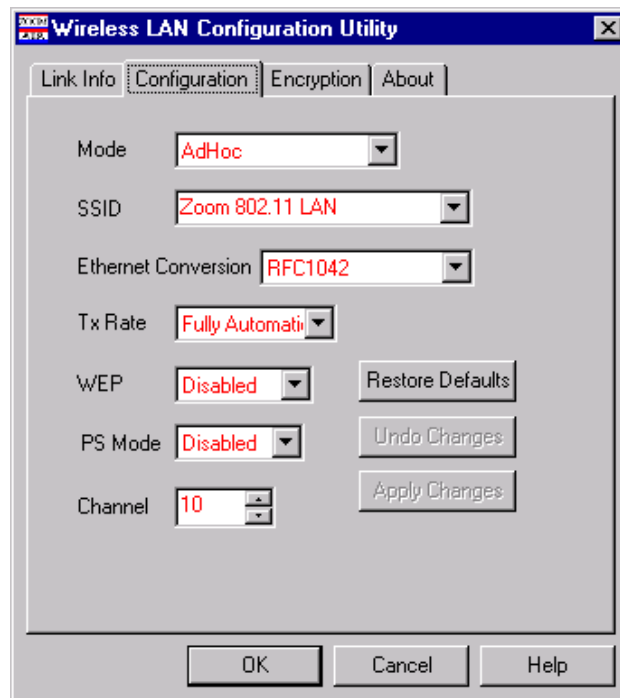 Wireless LAN Configuration Utility
Link Info Configuration Encryption About
Mode AdHoc
SSID Zoom 802.11 LAN
Ethernet Conversion RFC1042
Tx Rate Fully Automati
WEP Disabled Restore Defaults
PS Mode Disabled Undo Changes
Channel 10 Apply Changes
OK Cancel Help